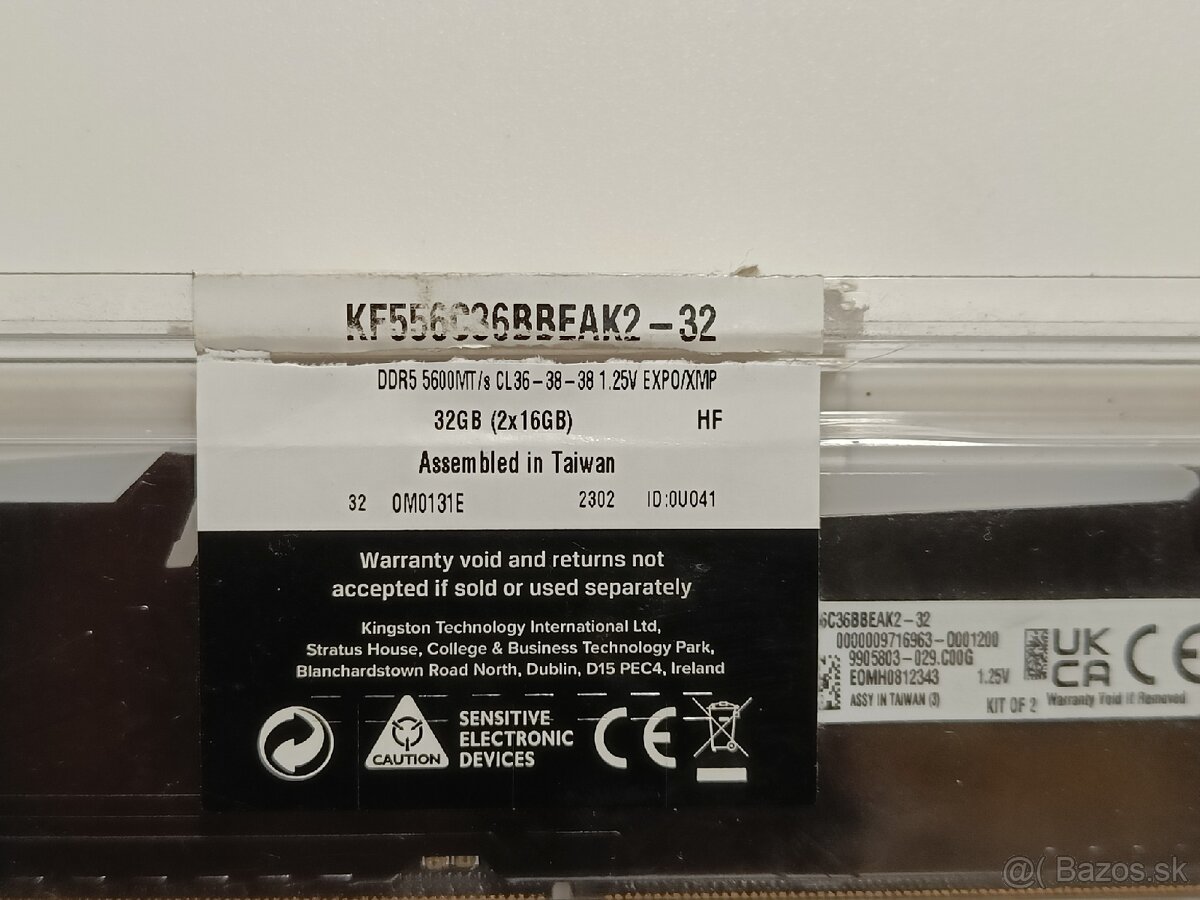 KF556C36BBEAK2-32
DDR5 5600MT/s CL36-38-38 1.25V EXPO/XMP
32GB (2x16GB) HF
Assembled in Taiwan
32 0M0131E 2302 ID:0U041
Warranty void and returns not
accepted if sold or used separately
Kingston Technology International Ltd,
Stratus House, College & Business Technology Park,
Blanchardstown Road North, Dublin, D15 PEC4, Ireland
CAUTION
SENSITIVE
ELECTRONIC
DEVICES
CE
6C36BBEAK2-32
0000009716963-0001200
9905803-029.C00G
E0MH0812343 1.25V
ASSY IN TAIWAN (3)
KIT OF 2 Warranty Void If Removed
UK
CA
CE
@( Bazos.sk